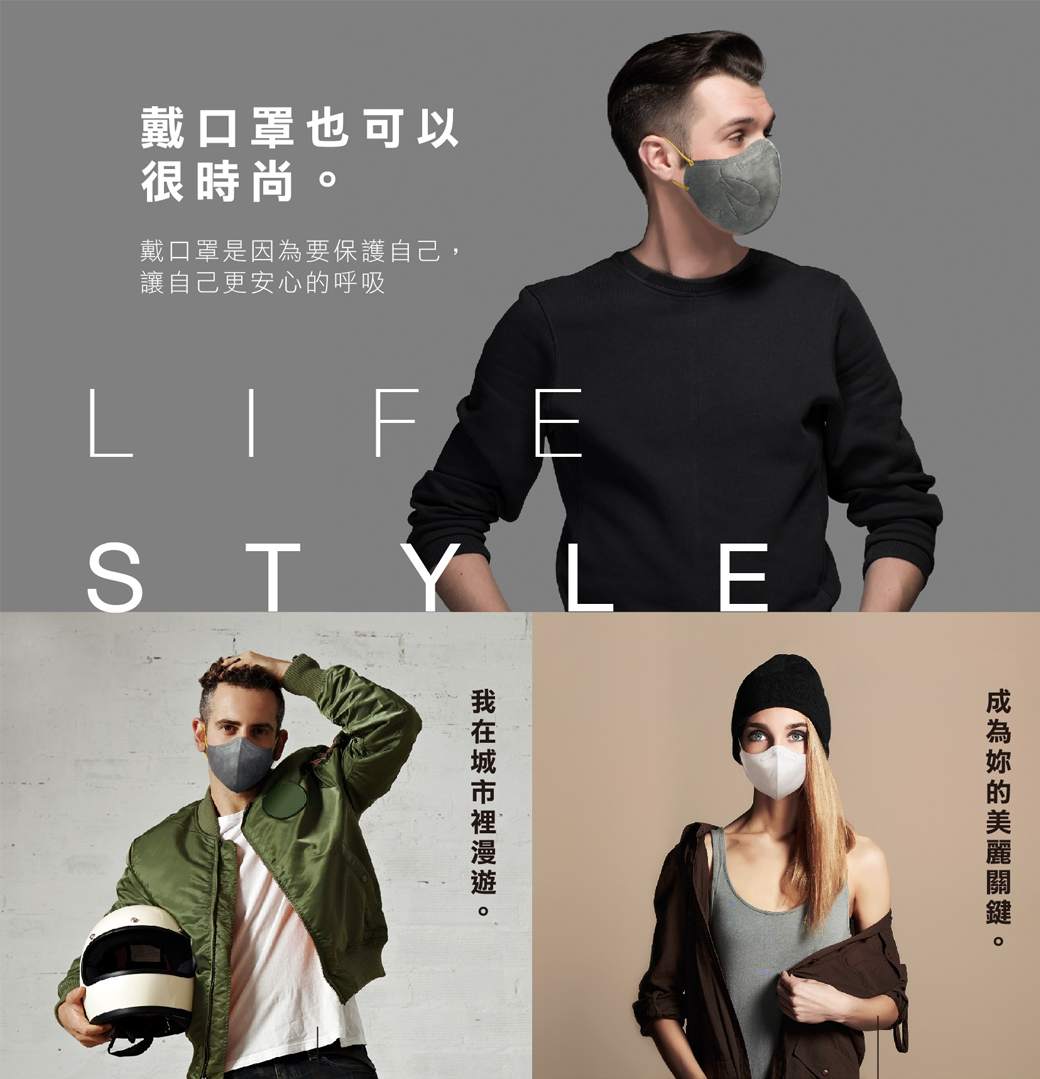 戴口罩也可以
很時尚。
戴口罩是因為要保護自己，
讓自己更安心的呼吸
LIFE
STYLE
我在城市裡漫遊。
成為妳的美麗關鍵。